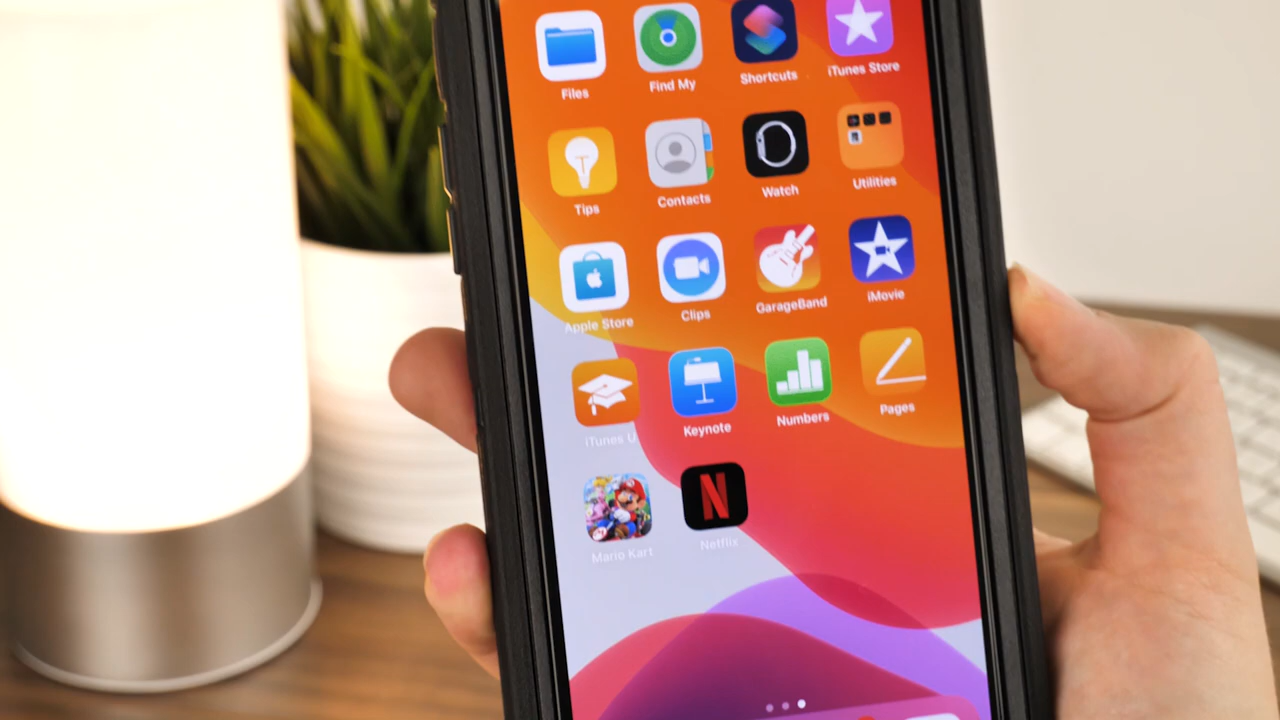 Files
Find My
Shortcuts
iTunes Store
Tips
Contacts
Watch
Utilities
Apple Store
Clips
GarageBand
iMovie
iTunes U
Keynote
Numbers
Pages
Mario Kart
N
Netflix